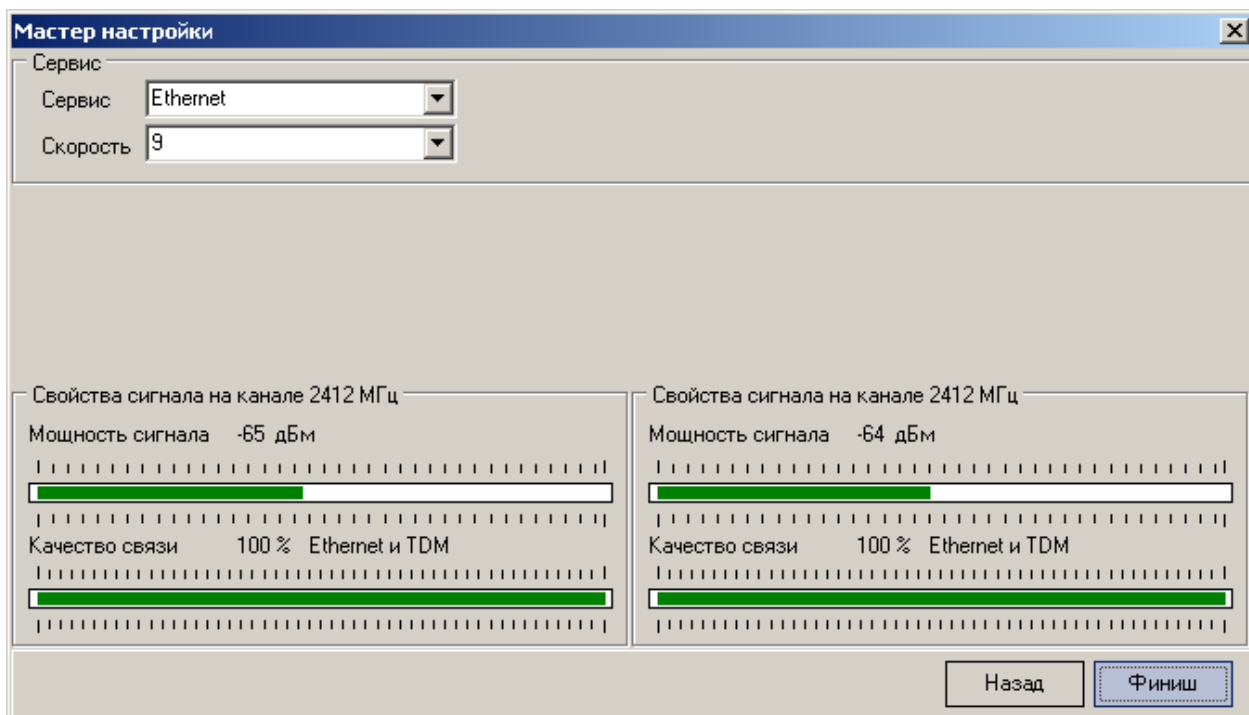 Мастер настройки
Сервис
Сервис Ethernet
Скорость 9
Свойства сигнала на канале 2412 МГц
Мощность сигнала -65 дБм
Качество связи 100 % Ethernet и TDM
Свойства сигнала на канале 2412 МГц
Мощность сигнала -64 дБм
Качество связи 100 % Ethernet и TDM
Назад Финиш